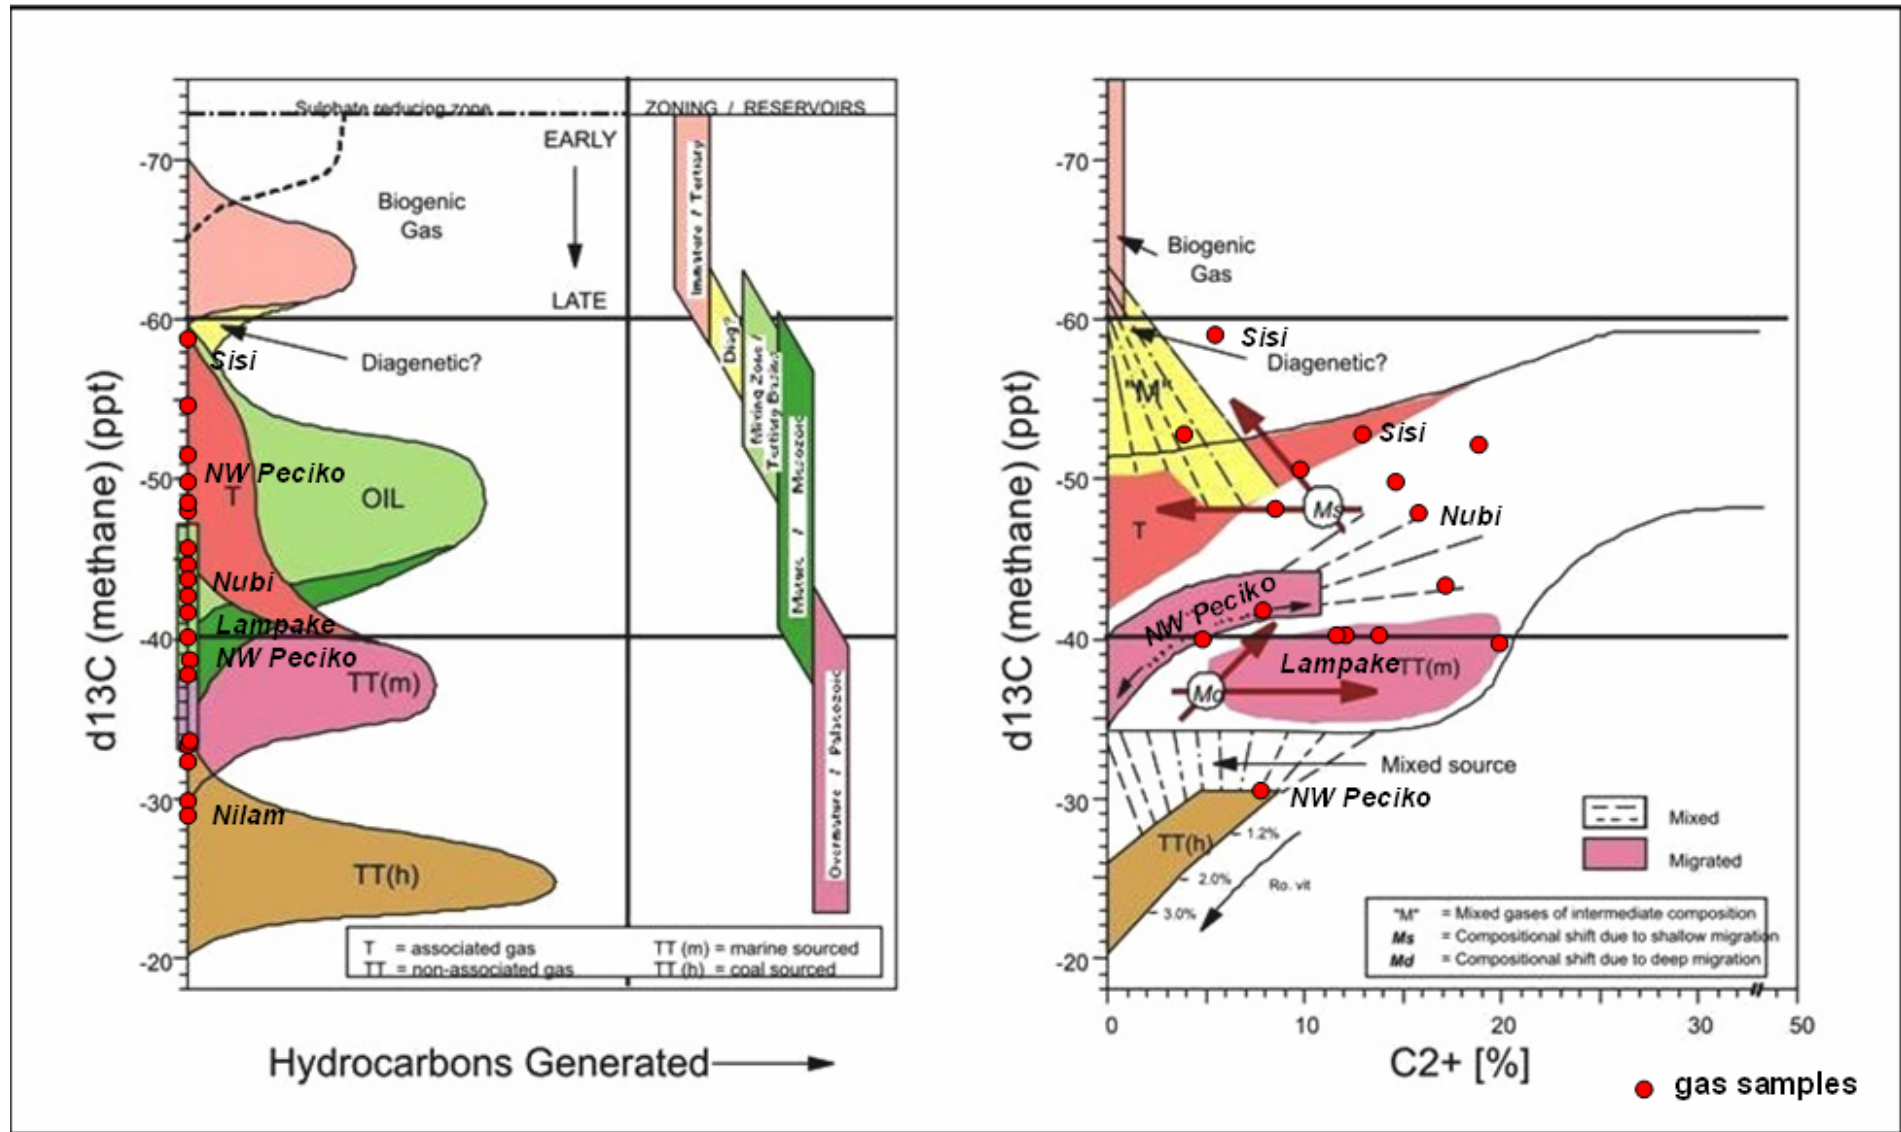 Sulphate reducing zone
ZONING / RESERVOIRS
EARLY
-70
Biogenic
Gas
LATE
-60
Immature / Tertiary
Sisi
Diagenetic?
Diag?
Mixing Zone /
Mature / Mesozoic
NW Peciko
-50
T
OIL
Nubi
Lampake
-40
NW Peciko
TT(m)
Overmature / Palaeozoic
-30
Nilam
TT(h)
T = associated gas
TT (m) = marine sourced
TT = non-associated gas
TT (h) = coal sourced
-20
d13C (methane) (ppt)
Hydrocarbons Generated
-70
Biogenic
Gas
-60
Sisi
Diagenetic?
"M"
Sisi
-50
Ms
Nubi
T
NW Peciko
-40
Lampake
TT(m)
Md
Mixed source
-30
NW Peciko
Mixed
TT(h)
1.2%
Migrated
2.0%
Ro. vit
3.0%
"M" = Mixed gases of intermediate composition
Ms = Compositional shift due to shallow migration
Md = Compositional shift due to deep migration
-20
0 10 20 30 50
d13C (methane) (ppt)
C2+ [%]
gas samples